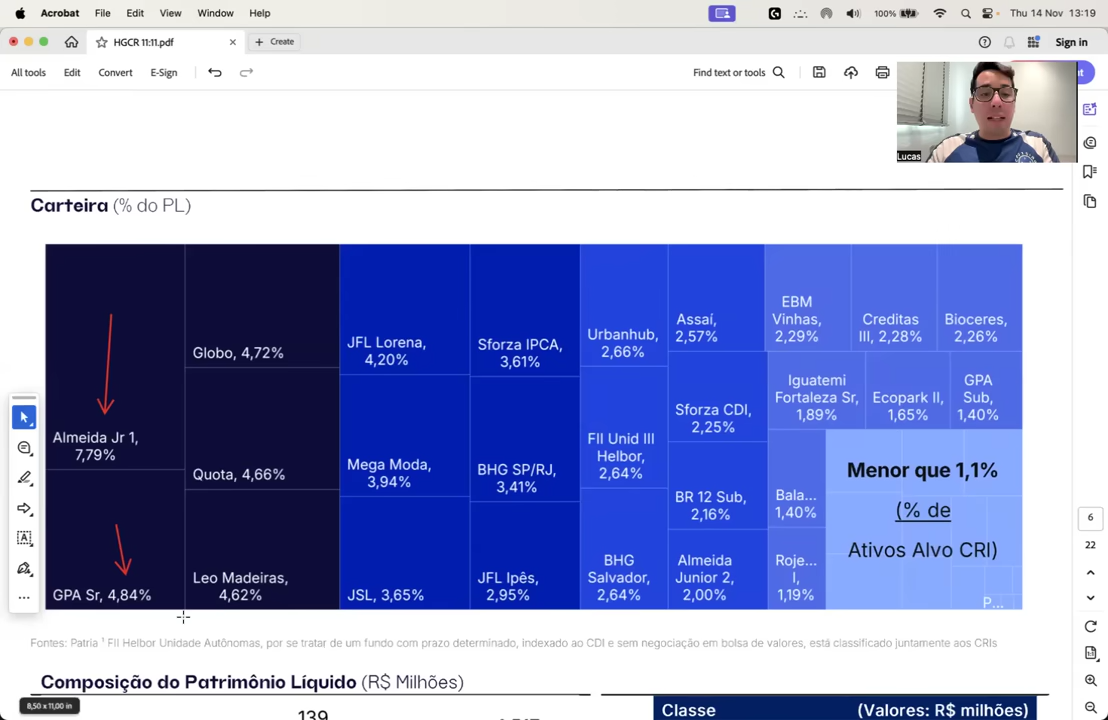 Acrobat File Edit View Window Help 100% Thu 14 Nov 13:19
HGCR 11:11.pdf Create Sign in
All tools Edit Convert E-Sign Find text or tools
Lucas
Carteira (% do PL)
Almeida Jr 1,
7,79%
GPA Sr, 4,84%
Globo, 4,72%
Quota, 4,66%
Leo Madeiras,
4,62%
JFL Lorena,
4,20%
Mega Moda,
3,94%
JSL, 3,65%
Sforza IPCA,
3,61%
BHG SP/RJ,
3,41%
JFL Ipês,
2,95%
Urbanhub,
2,66%
FII Unid III
Helbor,
2,64%
BHG
Salvador,
2,64%
Assaí,
2,57%
Sforza CDI,
2,25%
BR 12 Sub,
2,16%
Almeida
Junior 2,
2,00%
EBM
Vinhas,
2,29%
Creditas
III, 2,28%
Bioceres,
2,26%
Iguatemi
Fortaleza Sr,
1,89%
Ecopark II,
1,65%
GPA
Sub,
1,40%
Bala...
1,40%
Roje...
I,
1,19%
Menor que 1,1%
(% de
Ativos Alvo CRI)
P...
Fontes: Patria ¹ FII Helbor Unidade Autônomas, por se tratar de um fundo com prazo determinado, indexado ao CDI e sem negociação em bolsa de valores, está classificado juntamente aos CRIs
Composição do Patrimônio Líquido (R$ Milhões)
Classe (Valores: R$ milhões)
139
8,50 x 11,00 in
6
22